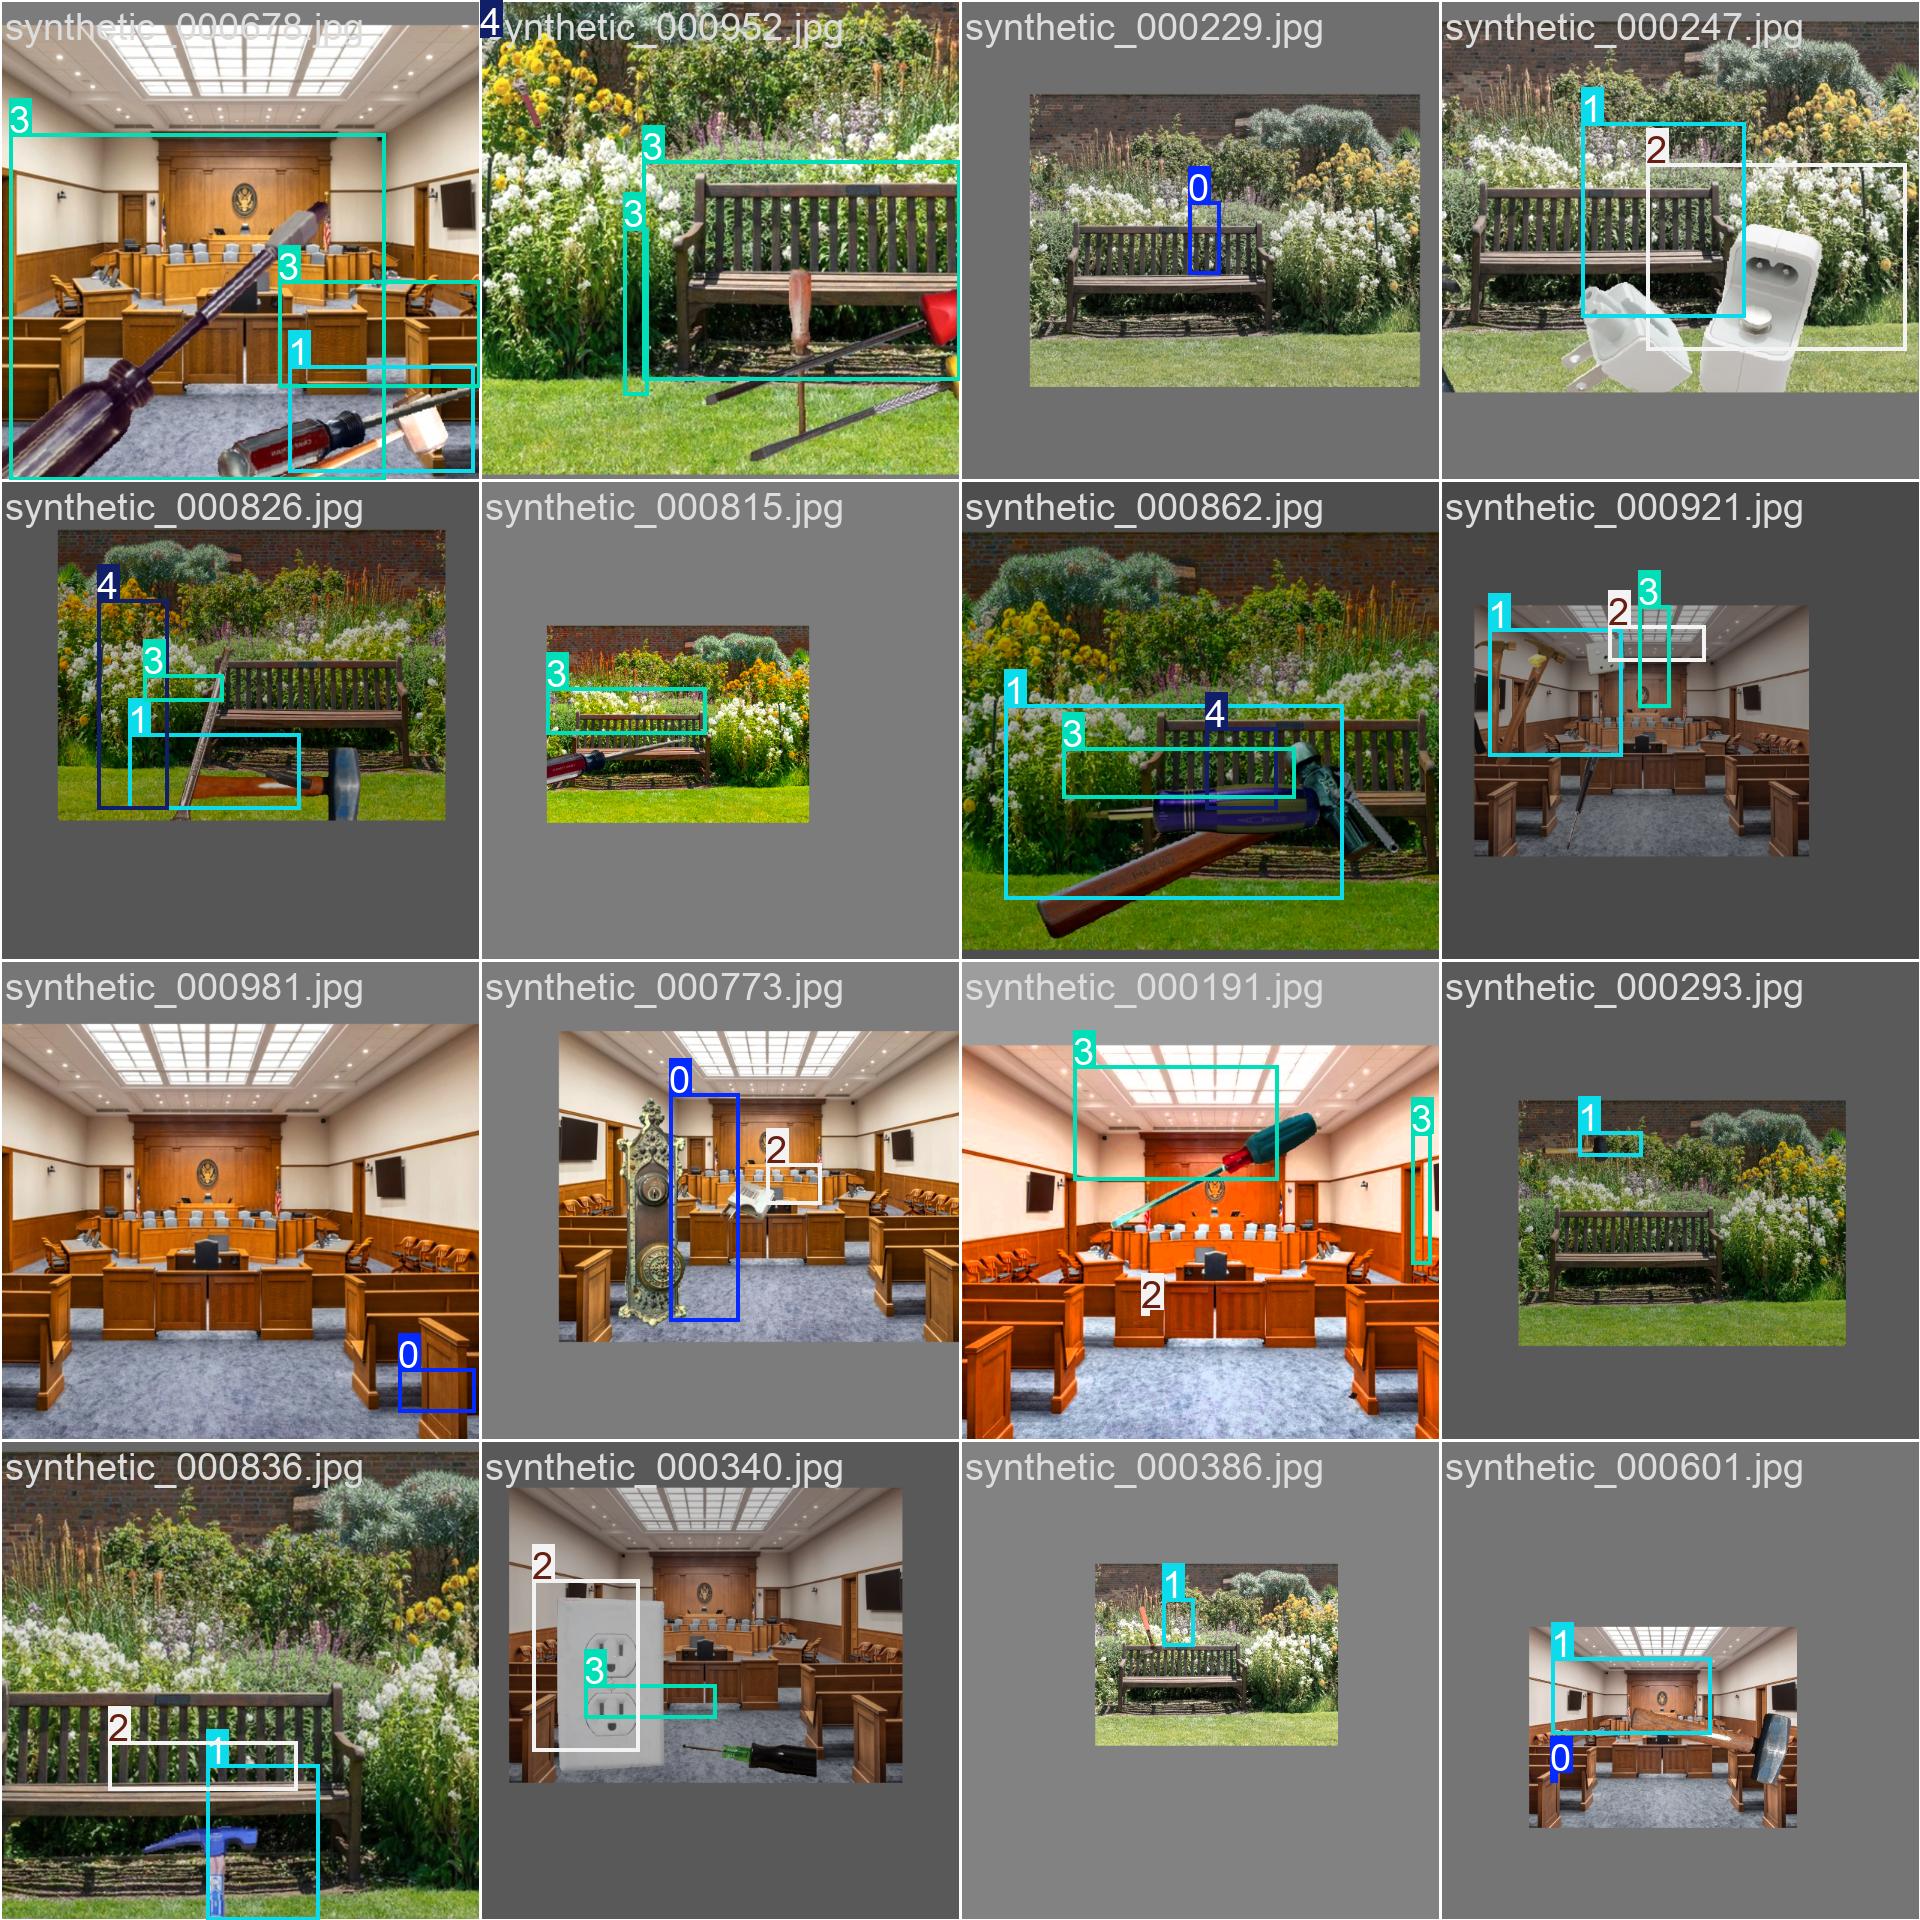 synthetic_000678.jpg
3
3
1
4
synthetic_000952.jpg
3
3
synthetic_000229.jpg
0
synthetic_000247.jpg
1
2
synthetic_000826.jpg
4
3
1
synthetic_000815.jpg
3
synthetic_000862.jpg
1
4
3
synthetic_000921.jpg
3
1
2
synthetic_000981.jpg
0
synthetic_000773.jpg
0
2
synthetic_000191.jpg
3
3
2
synthetic_000293.jpg
1
synthetic_000836.jpg
2
1
synthetic_000340.jpg
2
3
synthetic_000386.jpg
1
synthetic_000601.jpg
1
0